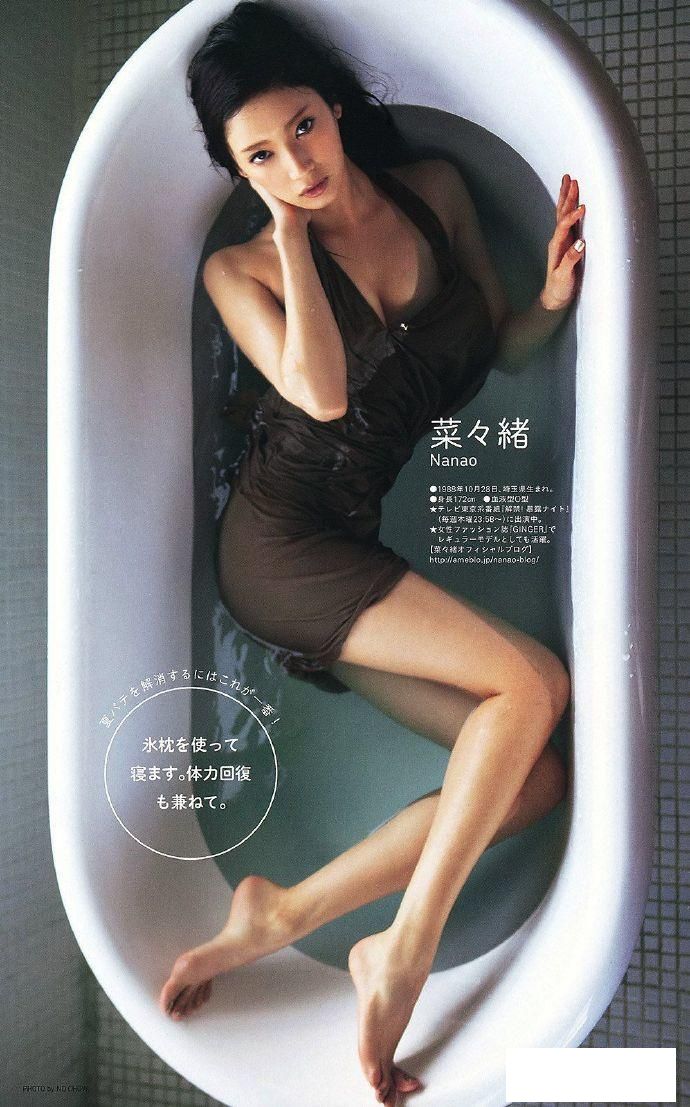 菜々緒
Nanao
●1988年10月28日、埼玉県生まれ。
●身長172㎝ ●血液型O型
★テレビ東京系番組『解禁!暴露ナイト』
(毎週木曜23:58〜)に出演中。
★女性ファッション誌『GINGER』で
レギュラーモデルとしても活躍。
【菜々緒オフィシャルブログ】
http://ameblo.jp/nanao-blog/
夏バテを解消するにはこれが一番!
氷枕を使って
寝ます。体力回復
も兼ねて。
PHOTO by ND CHOW